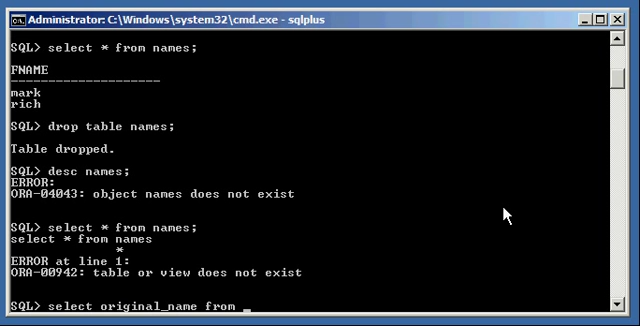 Administrator: C:\Windows\system32\cmd.exe - sqlplus
SQL> select * from names;
FNAME
--------------------
mark
rich
SQL> drop table names;
Table dropped.
SQL> desc names;
ERROR:
ORA-04043: object names does not exist
SQL> select * from names;
select * from names
*
ERROR at line 1:
ORA-00942: table or view does not exist
SQL> select original_name from _